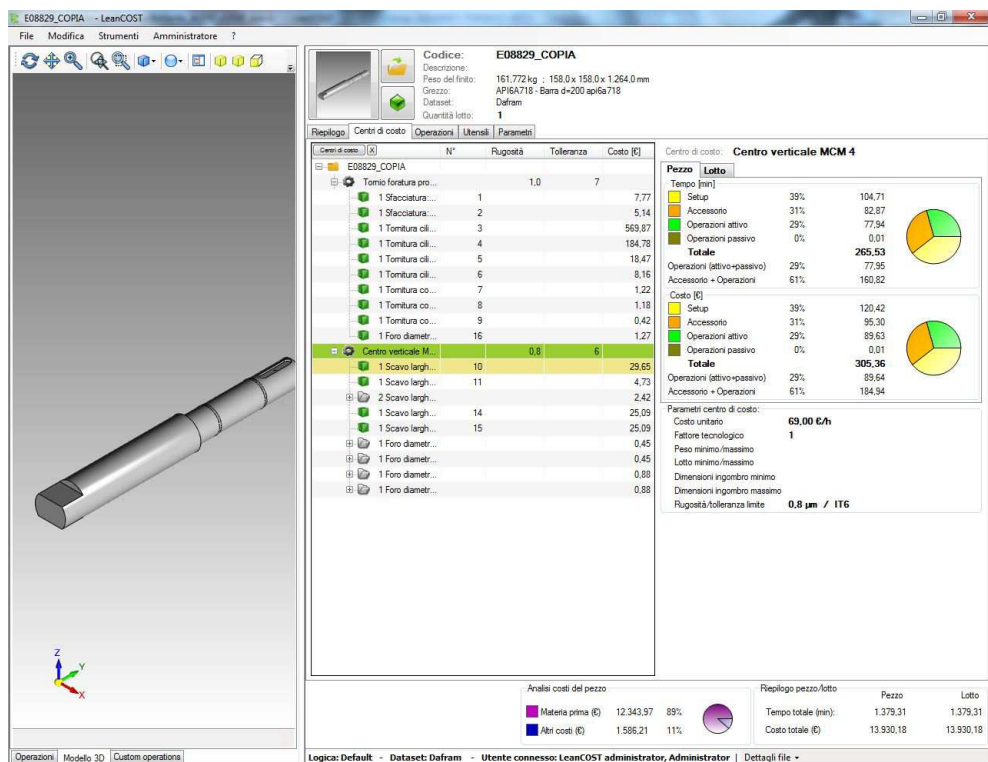 E08829_COPIA - LeanCOST
File Modifica Strumenti Amministratore ?
Codice: E08829_COPIA
Descrizione:
Peso del finito: 161,772 kg ; 158,0 x 158,0 x 1.264,0 mm
Grezzo: API6A718 - Barra d=200 api6a718
Dataset: Dafram
Quantità lotto: 1
Riepilogo Centri di costo Operazioni Utensili Parametri
Centri di costo X N° Rugosità Tolleranza Costo [€]
E08829_COPIA
Tornio foratura pro... 1,0 7
1 Sfacciatura:... 1 7,77
1 Sfacciatura:... 2 5,14
1 Tornitura cili... 3 569,87
1 Tornitura cili... 4 184,78
1 Tornitura cili... 5 18,47
1 Tornitura cili... 6 8,16
1 Tornitura co... 7 1,22
1 Tornitura co... 8 1,18
1 Tornitura co... 9 0,42
1 Foro diametr... 16 1,27
Centro verticale M... 0,8 6
1 Scavo largh... 10 29,65
1 Scavo largh... 11 4,73
2 Scavo largh... 2,42
1 Scavo largh... 14 25,09
1 Scavo largh... 15 25,09
1 Foro diametr... 0,45
1 Foro diametr... 0,45
1 Foro diametr... 0,88
1 Foro diametr... 0,88
Centro di costo: Centro verticale MCM 4
Pezzo Lotto
Tempo [min]
Setup 39% 104,71
Accessorio 31% 82,87
Operazioni attivo 29% 77,94
Operazioni passivo 0% 0,01
Totale 265,53
Operazioni (attivo+passivo) 29% 77,95
Accessorio + Operazioni 61% 160,82
Costo [€]
Setup 39% 120,42
Accessorio 31% 95,30
Operazioni attivo 29% 89,63
Operazioni passivo 0% 0,01
Totale 305,36
Operazioni (attivo+passivo) 29% 89,64
Accessorio + Operazioni 61% 184,94
Parametri centro di costo:
Costo unitario 69,00 €/h
Fattore tecnologico 1
Peso minimo/massimo
Lotto minimo/massimo
Dimensioni ingombro minimo
Dimensioni ingombro massimo
Rugosità/tolleranza limite 0,8 µm / IT6
Z
Y
X
Analisi costi del pezzo
Materia prima (€) 12.343,97 89%
Altri costi (€) 1.586,21 11%
Riepilogo pezzo/lotto Pezzo Lotto
Tempo totale (min): 1.379,31 1.379,31
Costo totale (€) 13.930,18 13.930,18
Operazioni Modello 3D Custom operations
Logica: Default - Dataset: Dafram - Utente connesso: LeanCOST administrator, Administrator | Dettagli file